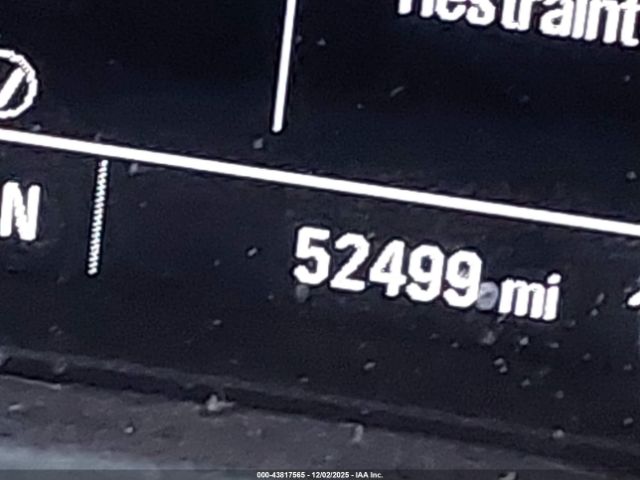 Restraint
N
52499 mi
000-43817565 - 12/02/2025 - IAA Inc.